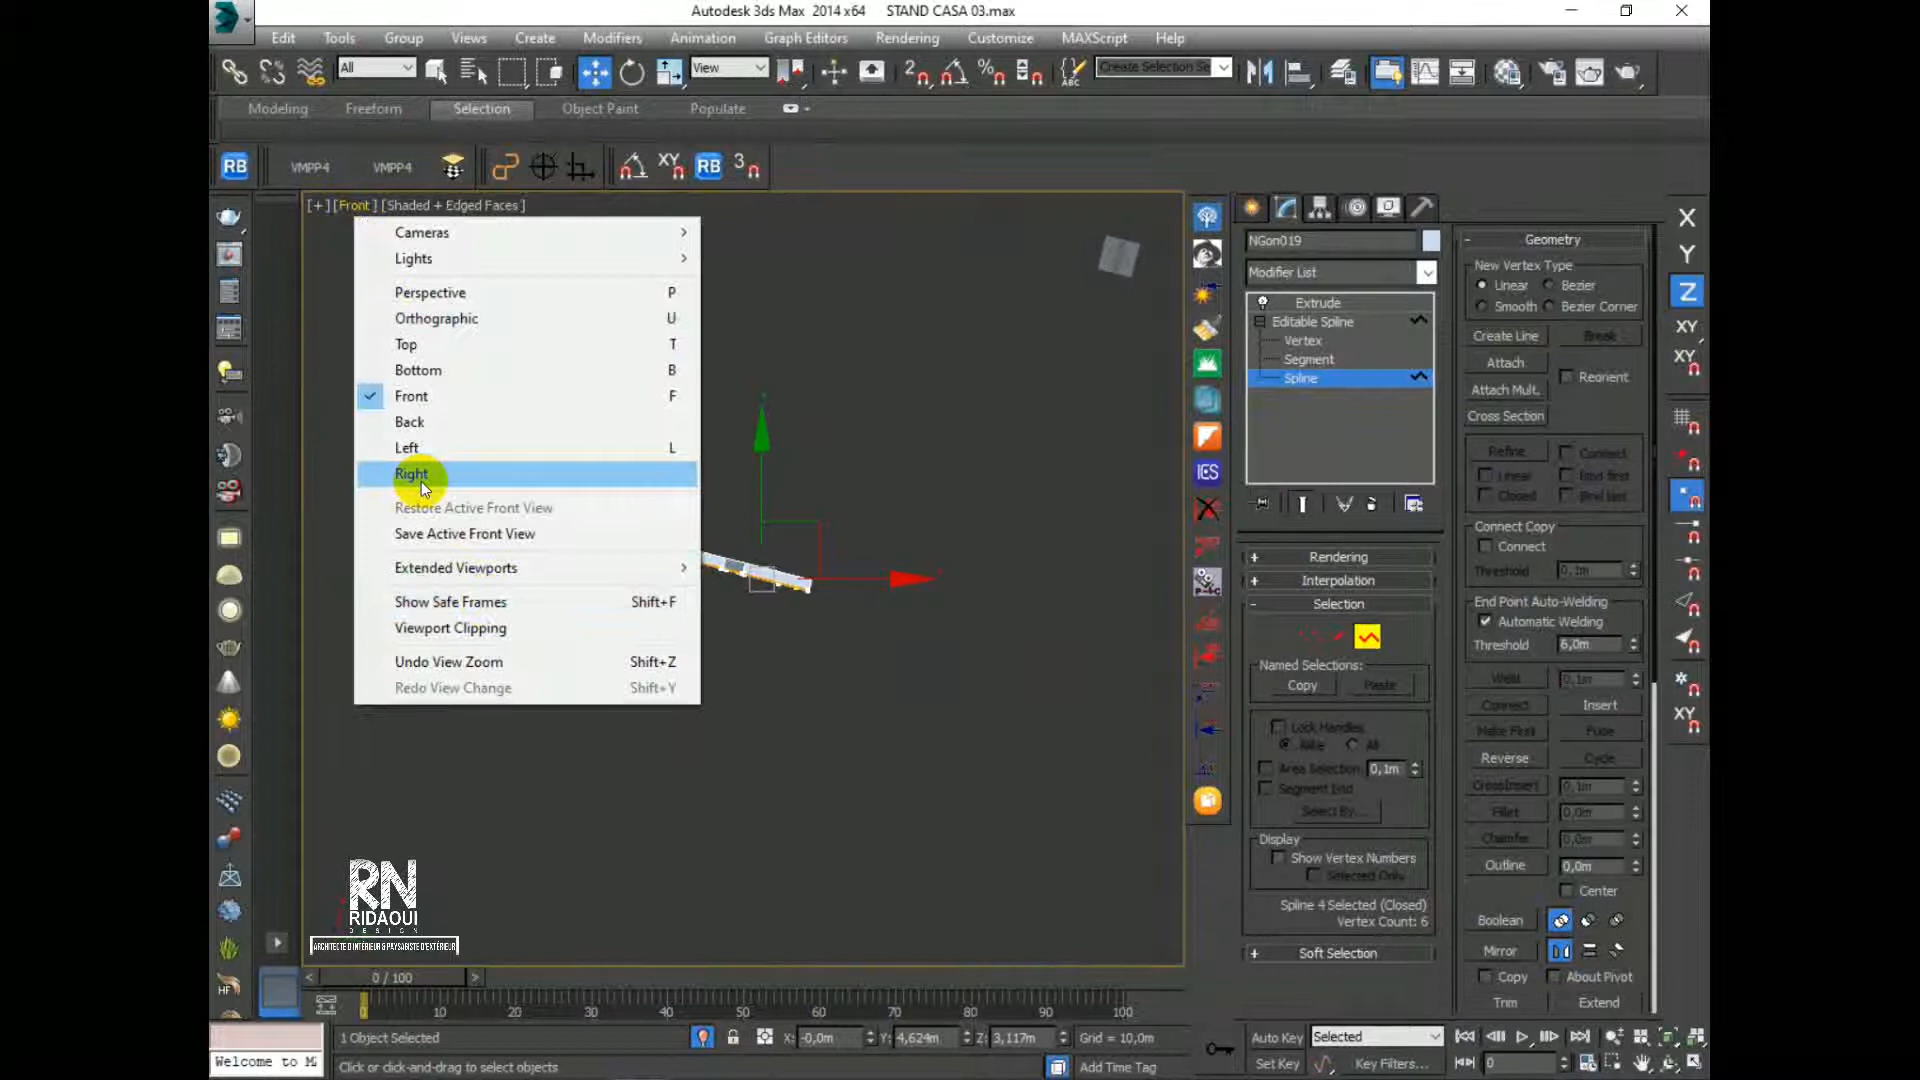 Autodesk 3ds Max 2014 x64 STAND CASA 03.max
Edit Tools Group Views Create Modifiers Animation Graph Editors Rendering Customize MAXScript Help
All View Create Selection Se
Modeling Freeform Selection Object Paint Populate
RB VMPP4 VMPP4 XY RB 3
[+] [Front ] [Shaded + Edged Faces ]
Cameras
Lights
Perspective P
Orthographic U
Top T
Bottom B
Front F
Back
Left L
Right
Restore Active Front View
Save Active Front View
Extended Viewports
Show Safe Frames Shift+F
Viewport Clipping
Undo View Zoom Shift+Z
Redo View Change Shift+Y
RN
RIDAOUI
DESIGN
ARCHITECTE D'INTÉRIEUR & PAYSAGISTE D'EXTÉRIEUR
HF
IES
NGon019
Modifier List
Extrude
Editable Spline
Vertex
Segment
Spline
+ Rendering
+ Interpolation
- Selection
Named Selections:
Copy Paste
Lock Handles
Alike All
Area Selection: 0,1m
Segment End
Select By...
Display
Show Vertex Numbers
Selected Only
Spline 4 Selected (Closed)
Vertex Count: 6
+ Soft Selection
- Geometry
New Vertex Type
Linear Bezier
Smooth Bezier Corner
Create Line Break
Attach
Reorient
Attach Mult.
Cross Section
Refine Connect
Linear Bind first
Closed Bind last
Connect Copy
Connect
Threshold 0,1m
End Point Auto-Welding
Automatic Welding
Threshold 6,0m
Weld 0,1m
Connect Insert
Make First Fuse
Reverse Cycle
CrossInsert 0,1m
Fillet 0,0m
Chamfer 0,0m
Outline 0,0m
Center
Boolean
Mirror
Copy About Pivot
Trim Extend
X
Y
Z
XY
XY
XY
< 0 / 100 >
10 20 30 40 50 60 70 80 90 100
1 Object Selected X: -0,0m Y: 4,624m Z: 3,117m Grid = 10,0m Auto Key Selected
Welcome to M Click or click-and-drag to select objects Add Time Tag Set Key Key Filters... 0